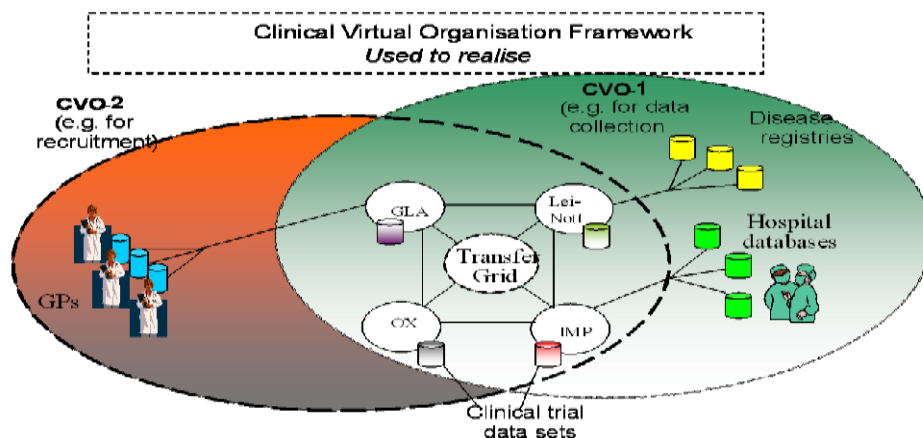 Clinical Virtual Organisation Framework
Used to realise
CVO-2
(e.g. for
recruitment)
CVO-1
(e.g. for data
collection
Disease
registries
GLA
Lei-
Nott
Transfer
Grid
Hospital
databases
GPs
OX
IMP
Clinical trial
data sets